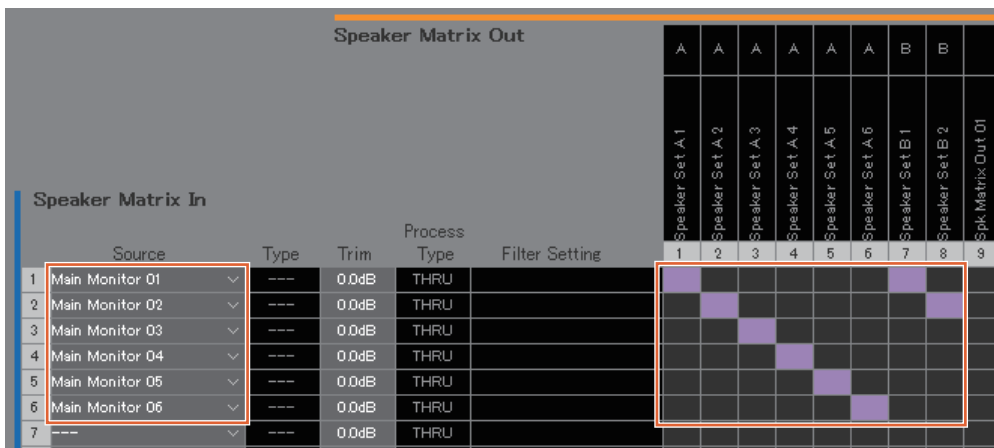 Speaker Matrix Out
A A A A A A B B
Speaker Set A 1
Speaker Set A 2
Speaker Set A 3
Speaker Set A 4
Speaker Set A 5
Speaker Set A 6
Speaker Set B 1
Speaker Set B 2
Spk Matrix Out 01
Speaker Matrix In
Process
Source Type Trim Type Filter Setting 1 2 3 4 5 6 7 8 9
1 Main Monitor 01 --- 0.0dB THRU
2 Main Monitor 02 --- 0.0dB THRU
3 Main Monitor 03 --- 0.0dB THRU
4 Main Monitor 04 --- 0.0dB THRU
5 Main Monitor 05 --- 0.0dB THRU
6 Main Monitor 06 --- 0.0dB THRU
7 --- --- 0.0dB THRU